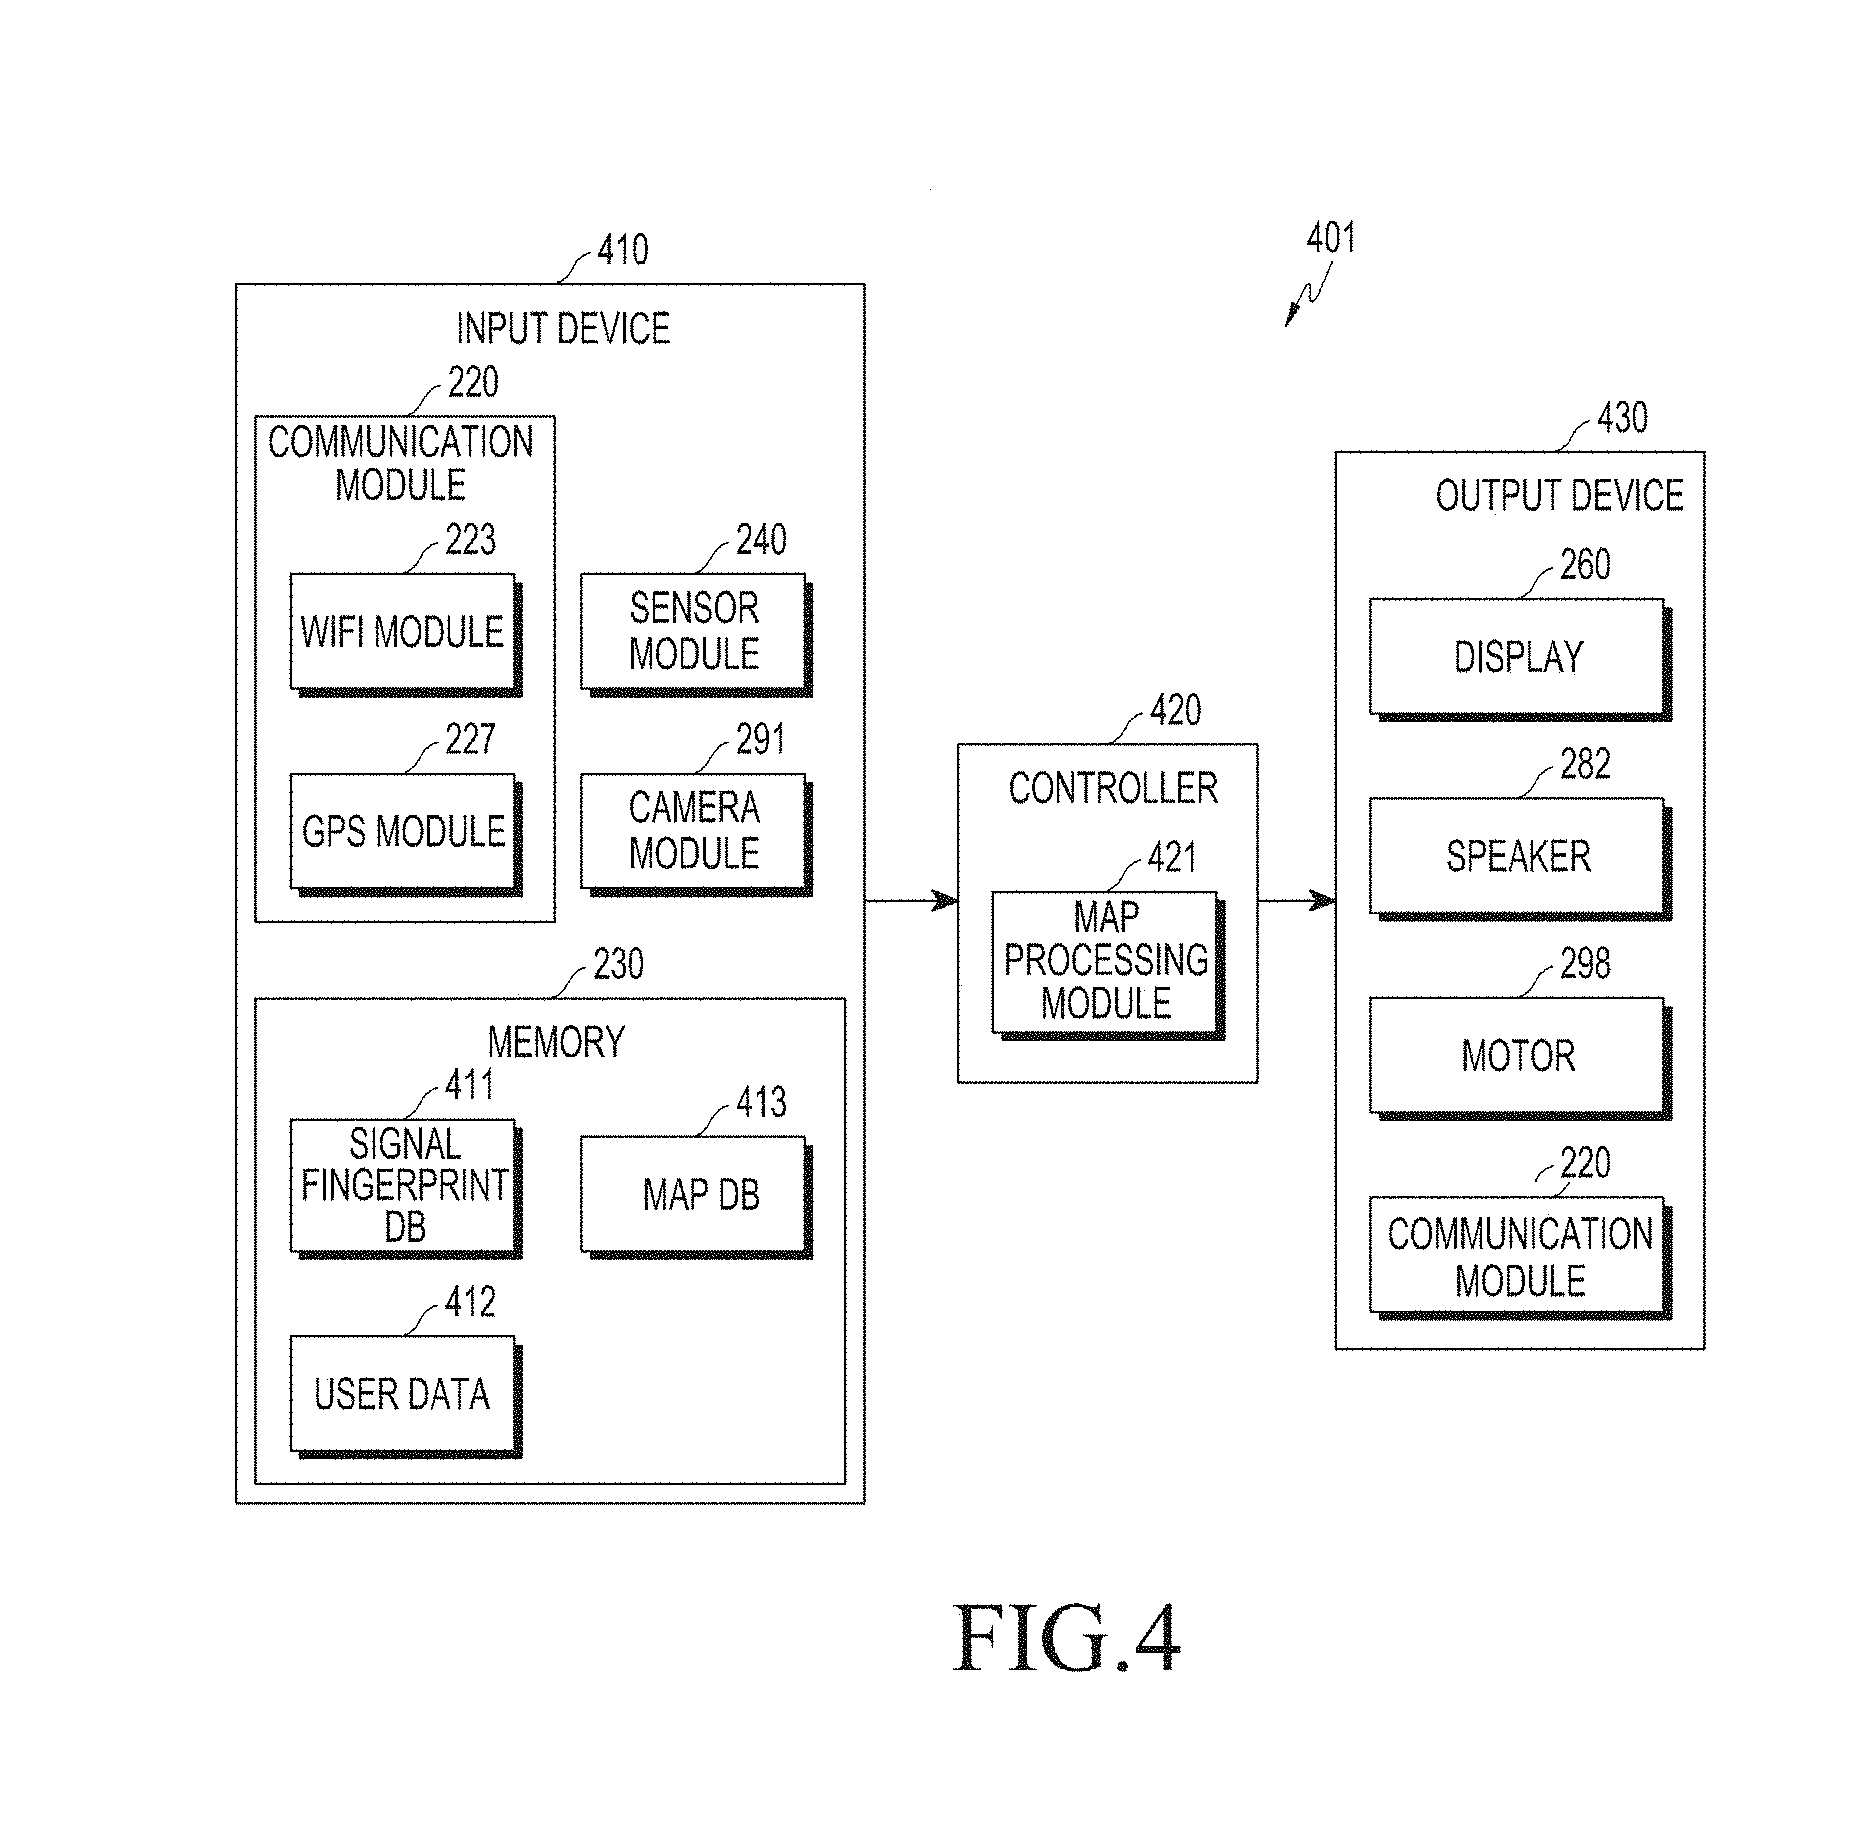 401
410
INPUT DEVICE
220
COMMUNICATION
MODULE
223
WIFI MODULE
227
GPS MODULE
240
SENSOR
MODULE
291
CAMERA
MODULE
230
MEMORY
411
SIGNAL
FINGERPRINT
DB
413
MAP DB
412
USER DATA
420
CONTROLLER
421
MAP
PROCESSING
MODULE
430
OUTPUT DEVICE
260
DISPLAY
282
SPEAKER
298
MOTOR
220
COMMUNICATION
MODULE
FIG.4